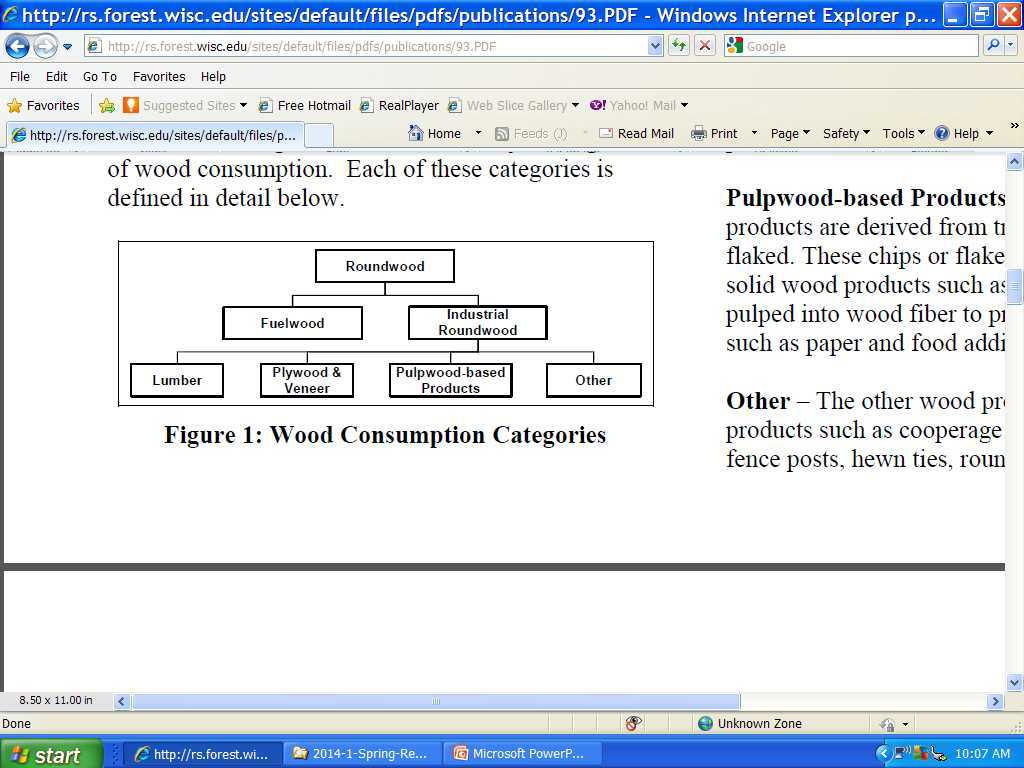 http://rs.forest.wisc.edu/sites/default/files/pdfs/publications/93.PDF - Windows Internet Explorer p...
http://rs.forest.wisc.edu/sites/default/files/pdfs/publications/93.PDF
Google
File Edit Go To Favorites Help
Favorites Suggested Sites Free Hotmail RealPlayer Web Slice Gallery Yahoo! Mail
http://rs.forest.wisc.edu/sites/default/files/p...
Home Feeds (J) Read Mail Print Page Safety Tools Help »
of wood consumption. Each of these categories is
defined in detail below.
Roundwood
Fuelwood
Industrial
Roundwood
Lumber
Plywood &
Veneer
Pulpwood-based
Products
Other
Figure 1: Wood Consumption Categories
Pulpwood-based Products
products are derived from tr
flaked. These chips or flake
solid wood products such as
pulped into wood fiber to pr
such as paper and food addi
Other – The other wood pro
products such as cooperage
fence posts, hewn ties, roun
8.50 x 11.00 in
Done
Unknown Zone
start
http://rs.forest.wi...
2014-1-Spring-Re...
Microsoft PowerP...
10:07 AM